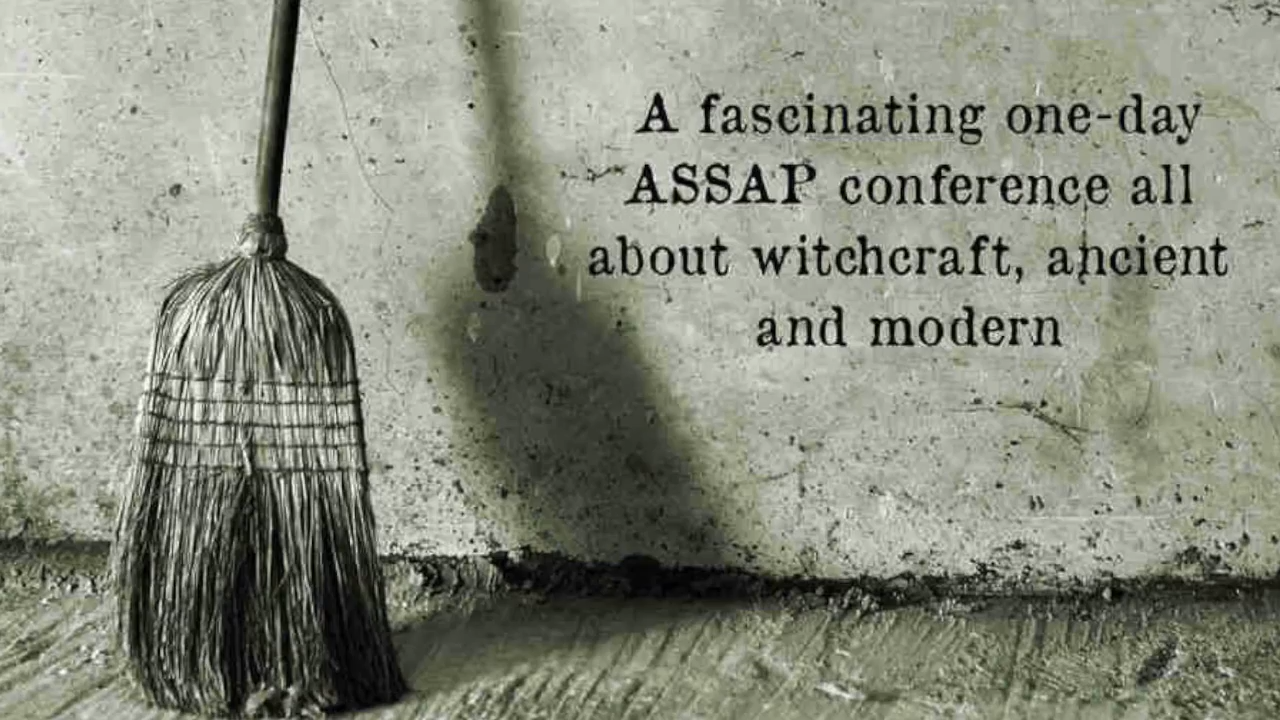 A fascinating one-day
ASSAP conference all
about witchcraft, ancient
and modern